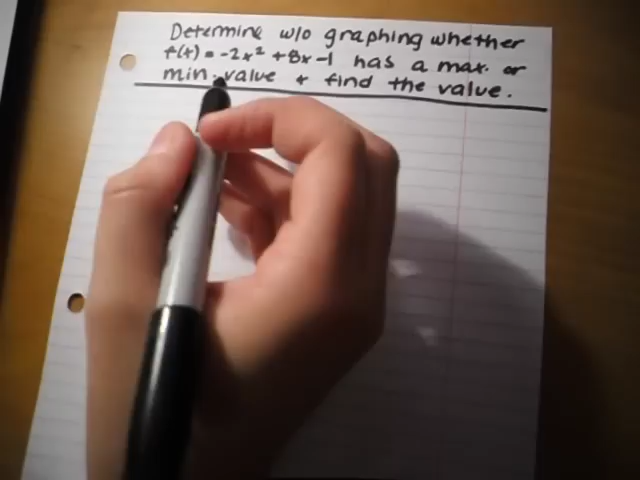 Determine w/o graphing whether
f(x) = -2x² + 8x -1 has a max. or
min. value + find the value.